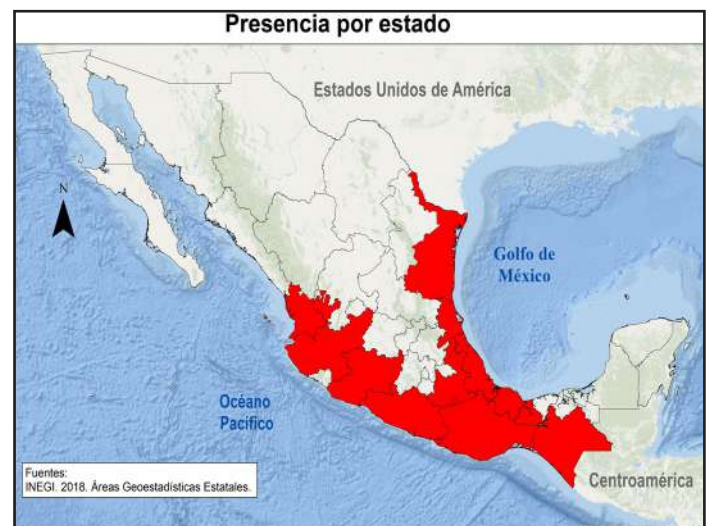 Presencia por estado
Estados Unidos de América
N
Golfo de
México
Océano
Pacífico
Fuentes:
INEGI. 2018. Áreas Geoestadísticas Estatales.
Centroamérica